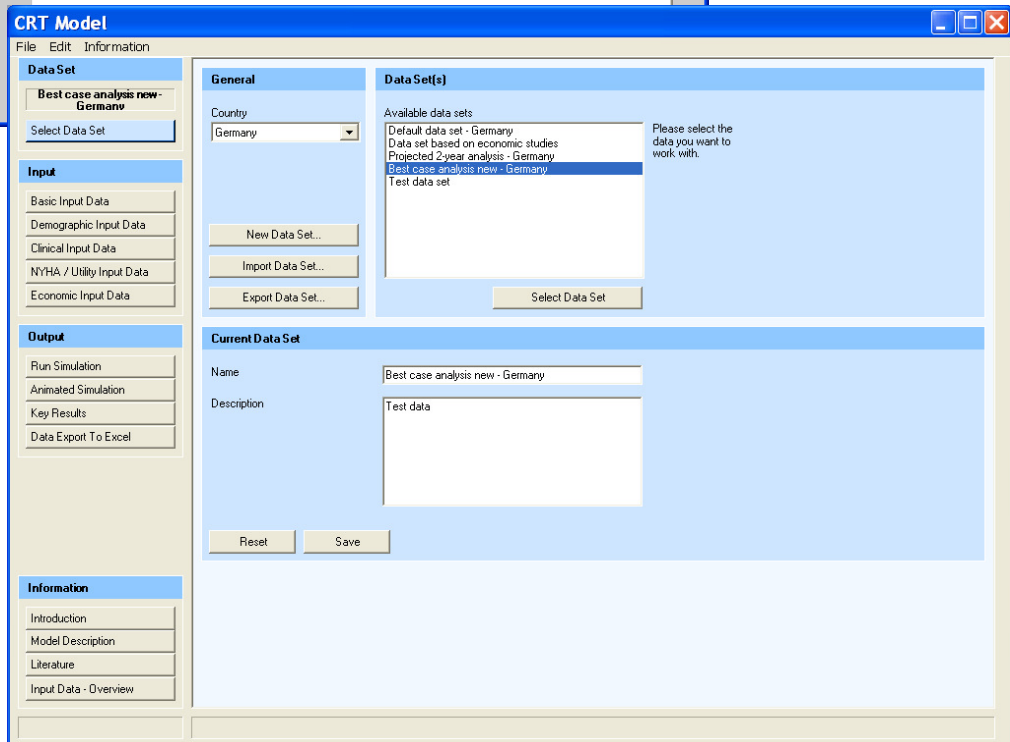 CRT Model
File Edit Information
Data Set
Best case analysis new-
Germany
Select Data Set
Input
Basic Input Data
Demographic Input Data
Clinical Input Data
NYHA / Utility Input Data
Economic Input Data
Output
Run Simulation
Animated Simulation
Key Results
Data Export To Excel
Information
Introduction
Model Description
Literature
Input Data - Overview
General
Country
Germany
New Data Set...
Import Data Set...
Export Data Set...
Data Set(s)
Available data sets
Default data set - Germany
Data set based on economic studies
Projected 2-year analysis - Germany
Best case analysis new - Germany
Test data set
Please select the
data you want to
work with.
Select Data Set
Current Data Set
Name
Best case analysis new - Germany
Description
Test data
Reset Save